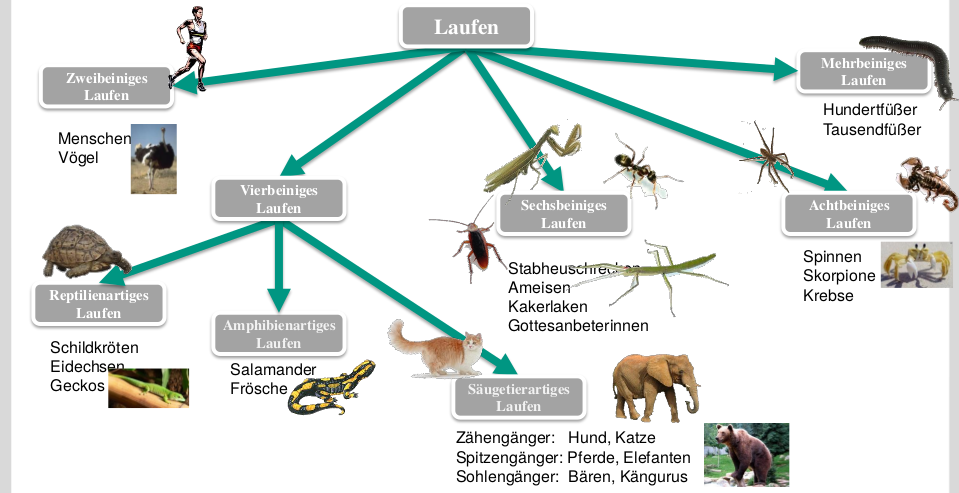 Laufen
Zweibeiniges
Laufen
Menschen
Vögel
Mehrbeiniges
Laufen
Hundertfüßer
Tausendfüßer
Vierbeiniges
Laufen
Sechsbeiniges
Laufen
Stabheuschrecken
Ameisen
Kakerlaken
Gottesanbeterinnen
Achtbeiniges
Laufen
Spinnen
Skorpione
Krebse
Reptilienartiges
Laufen
Schildkröten
Eidechsen
Geckos
Amphibienartiges
Laufen
Salamander
Frösche
Säugetierartiges
Laufen
Zähengänger: Hund, Katze
Spitzengänger: Pferde, Elefanten
Sohlengänger: Bären, Kängurus